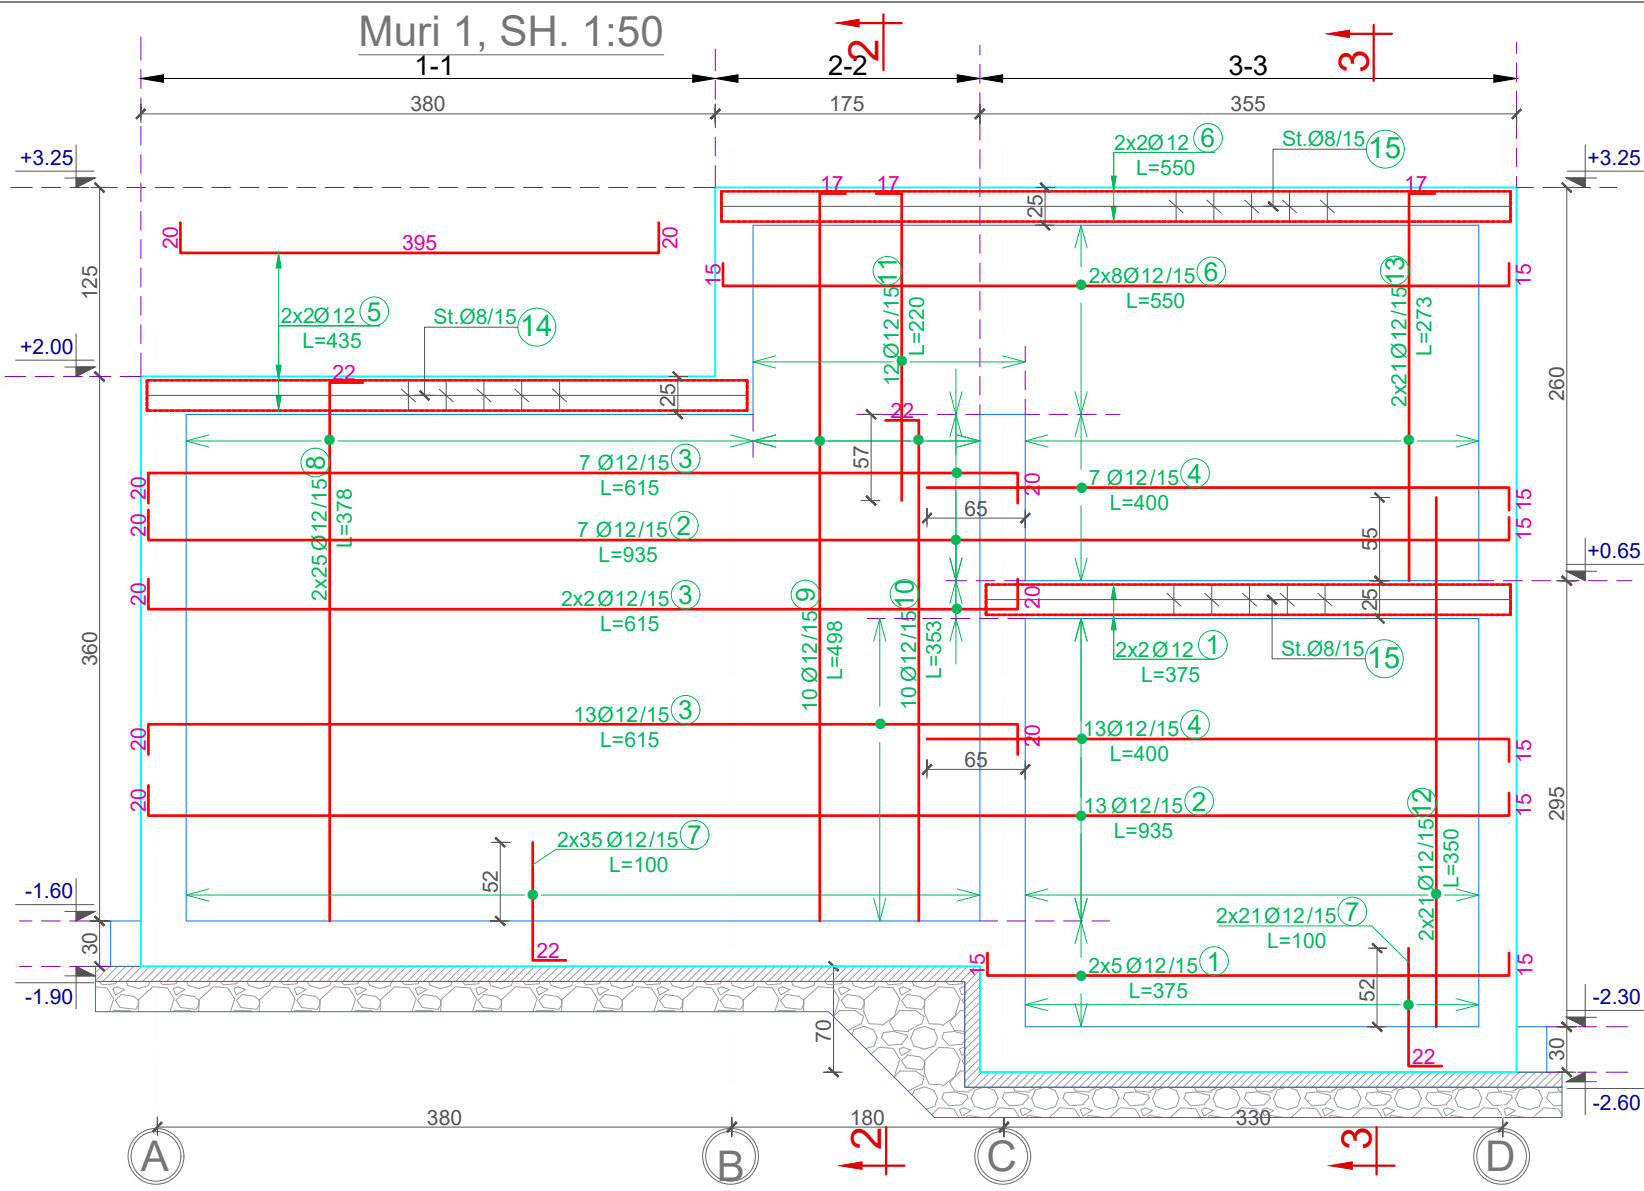 Muri 1, SH. 1:50
2
3
1-1
2-2
3-3
380
175
355
+3.25
+3.25
2x2Ø12 6
L=550
St.Ø8/15 15
17
17
17
25
20
395
20
125
15
2x8Ø12/15 6
L=550
15
12Ø12/15 11
L=220
2x21Ø12/15 13
L=273
2x2Ø12 5
L=435
St.Ø8/15 14
+2.00
22
25
260
22
57
2x25Ø12/15 8
L=378
7 Ø12/15 3
L=615
20
20
7 Ø12/15 4
L=400
15
65
20
7 Ø12/15 2
L=935
15
55
+0.65
20
2x2Ø12/15 3
L=615
20
25
10 Ø12/15 9
L=498
10 Ø12/15 10
L=353
2x2Ø12 1
L=375
St.Ø8/15 15
360
13Ø12/15 3
L=615
20
20
13Ø12/15 4
L=400
15
65
20
13Ø12/15 2
L=935
15
295
2x35Ø12/15 7
L=100
52
22
2x21Ø12/15 12
L=350
2x21Ø12/15 7
L=100
-1.60
30
-1.90
15
2x5Ø12/15 1
L=375
15
52
22
70
-2.30
30
-2.60
380
180
330
2
3
A
B
C
D